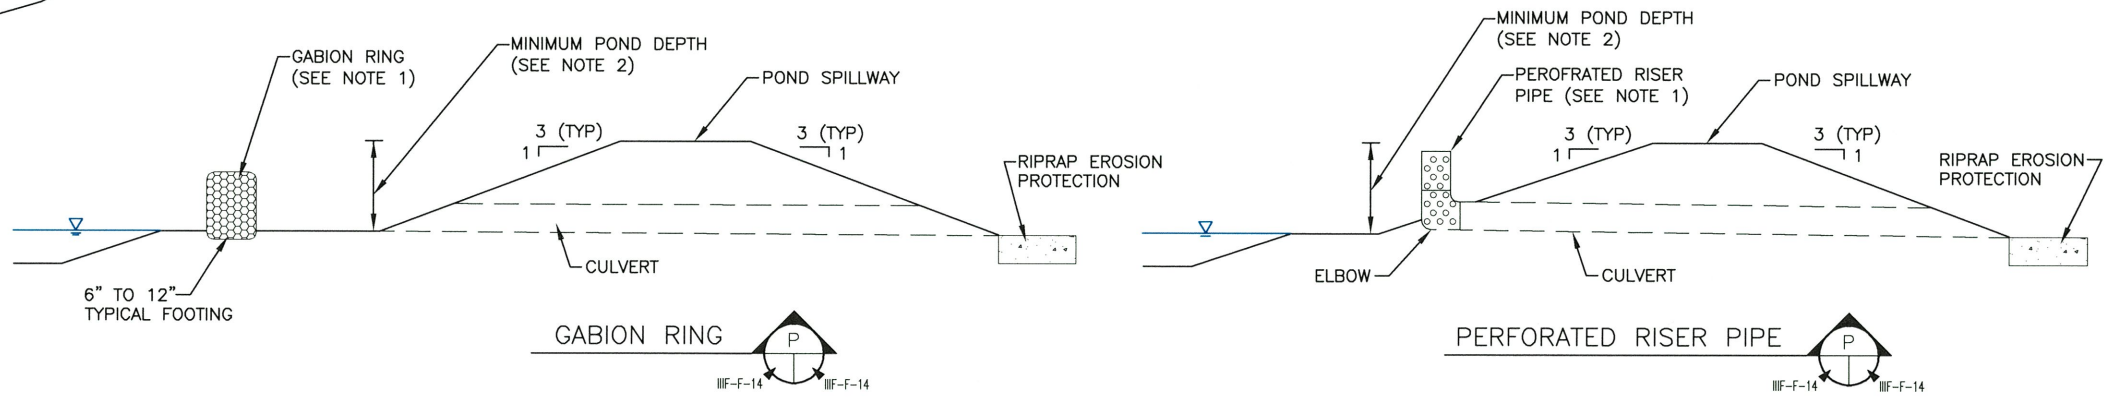 GABION RING
(SEE NOTE 1)
MINIMUM POND DEPTH
(SEE NOTE 2)
POND SPILLWAY
3 (TYP)
1
3 (TYP)
1
RIPRAP EROSION
PROTECTION
CULVERT
6" TO 12"
TYPICAL FOOTING
GABION RING
P
IIIF-F-14
IIIF-F-14
MINIMUM POND DEPTH
(SEE NOTE 2)
PEROFRATED RISER
PIPE (SEE NOTE 1)
POND SPILLWAY
3 (TYP)
1
3 (TYP)
1
RIPRAP EROSION
PROTECTION
ELBOW
CULVERT
PERFORATED RISER PIPE
P
IIIF-F-14
IIIF-F-14